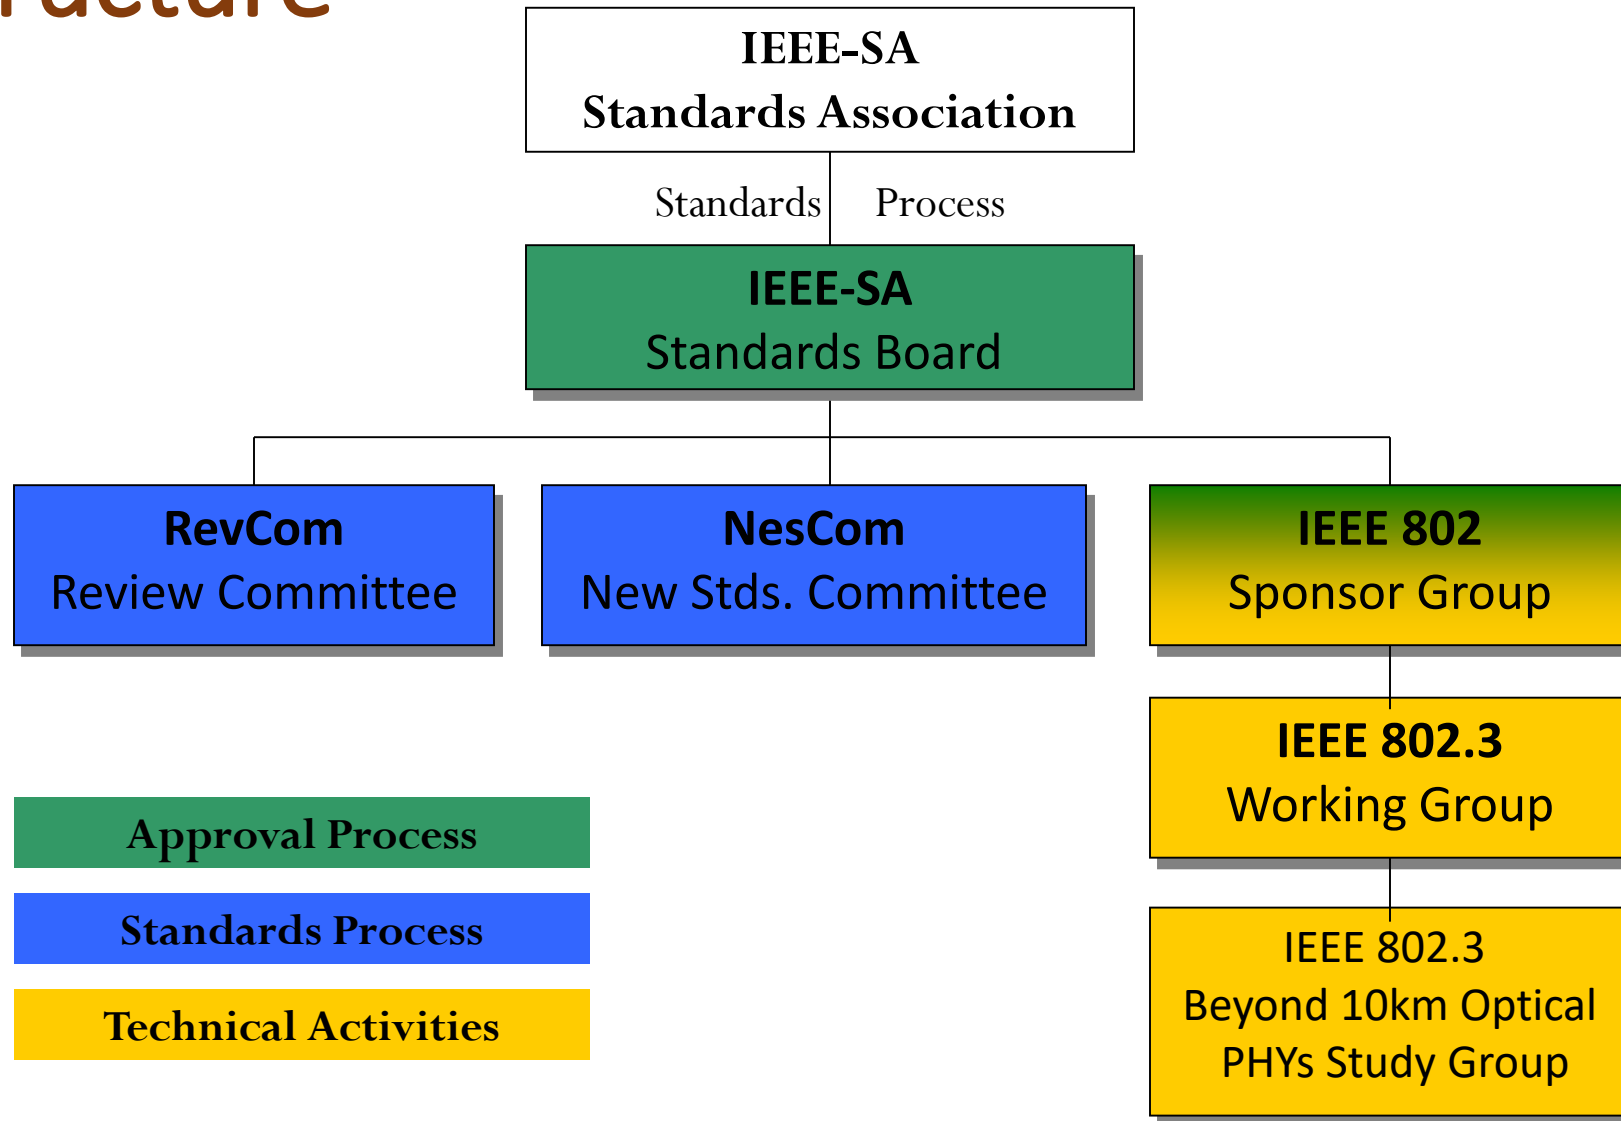 IEEE-SA
Standards Association
Standards Process
IEEE-SA
Standards Board
RevCom
Review Committee
NesCom
New Stds. Committee
IEEE 802
Sponsor Group
IEEE 802.3
Working Group
IEEE 802.3
Beyond 10km Optical
PHYs Study Group
Approval Process
Standards Process
Technical Activities